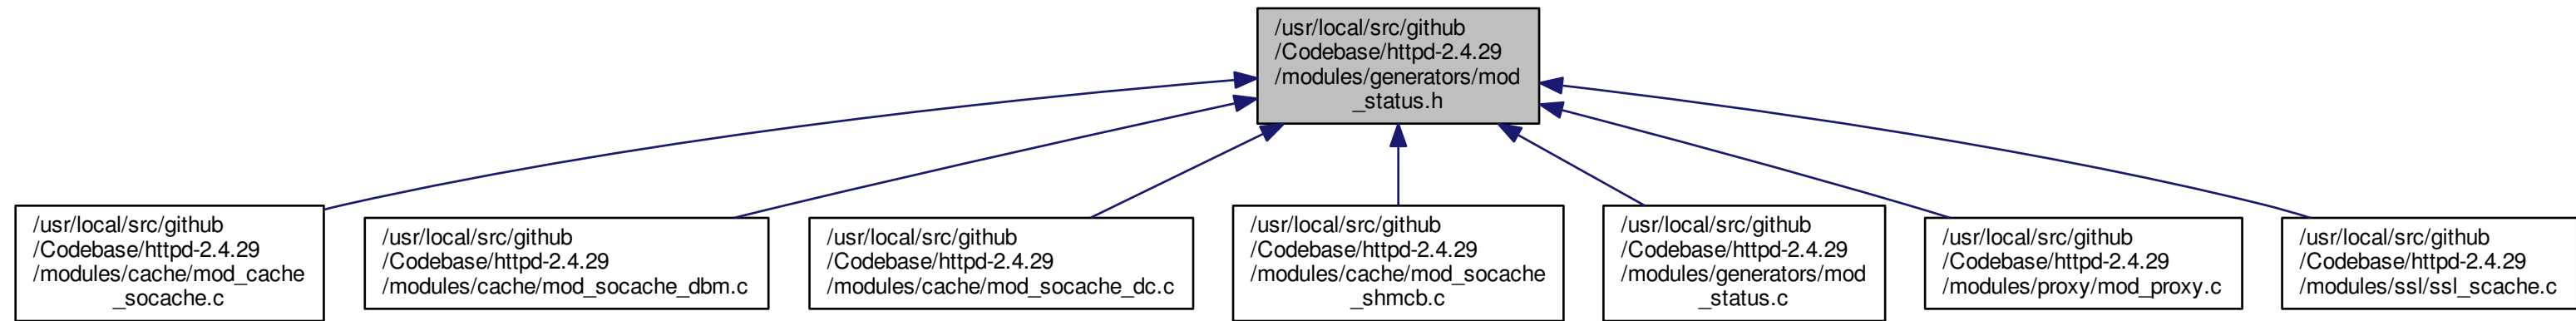 /usr/local/src/github
/Codebase/httpd-2.4.29
/modules/generators/mod
_status.h
/usr/local/src/github
/Codebase/httpd-2.4.29
/modules/cache/mod_cache
_socache.c
/usr/local/src/github
/Codebase/httpd-2.4.29
/modules/cache/mod_socache_dbm.c
/usr/local/src/github
/Codebase/httpd-2.4.29
/modules/cache/mod_socache_dc.c
/usr/local/src/github
/Codebase/httpd-2.4.29
/modules/cache/mod_socache
_shmcb.c
/usr/local/src/github
/Codebase/httpd-2.4.29
/modules/generators/mod
_status.c
/usr/local/src/github
/Codebase/httpd-2.4.29
/modules/proxy/mod_proxy.c
/usr/local/src/github
/Codebase/httpd-2.4.29
/modules/ssl/ssl_scache.c